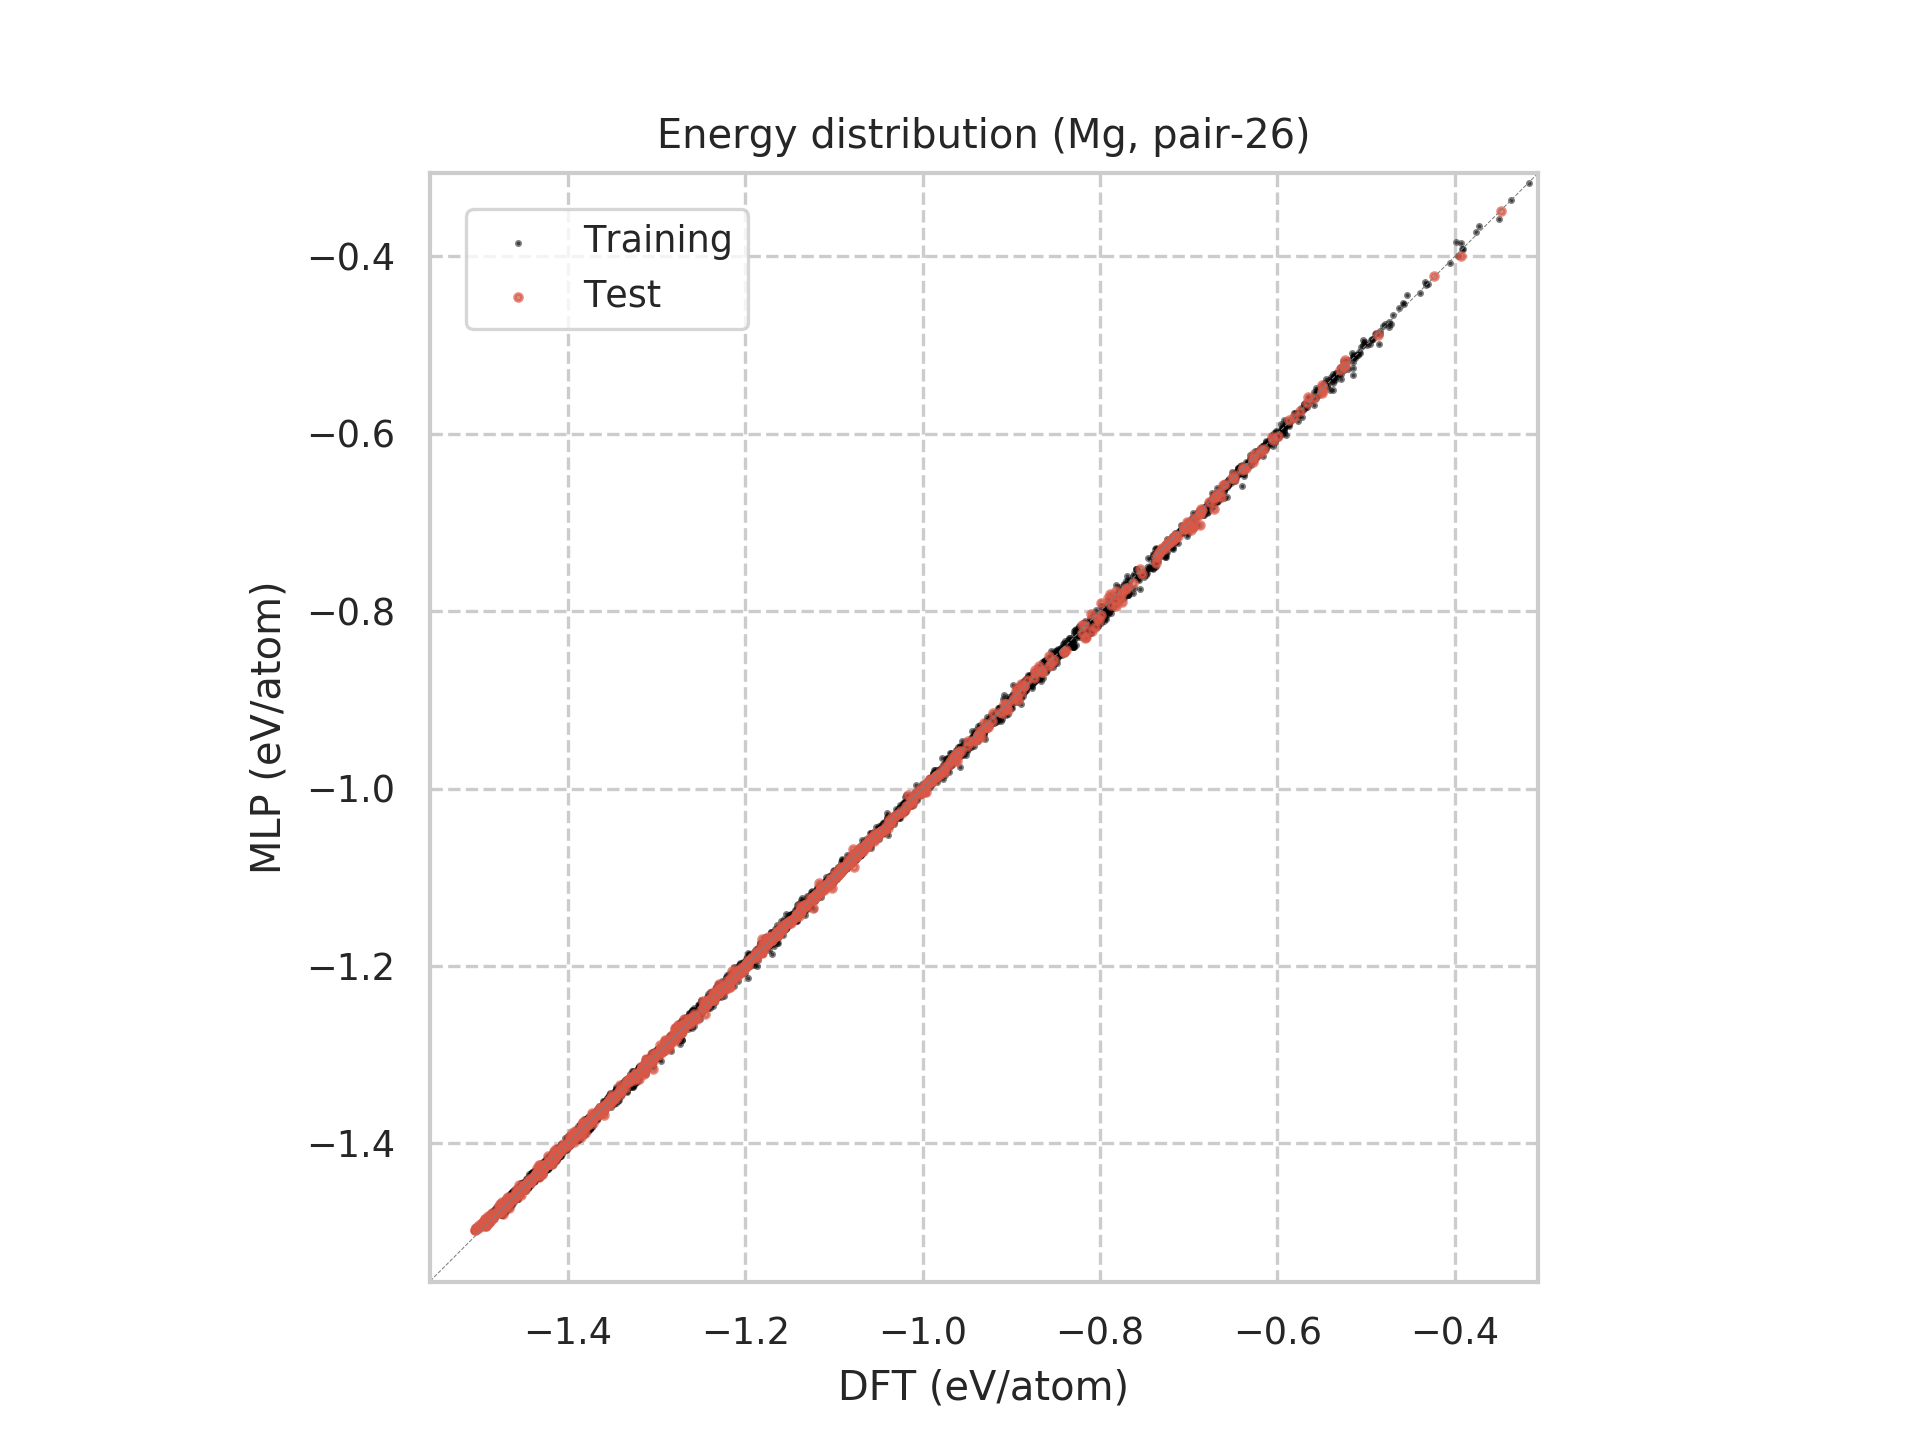 Energy distribution (Mg, pair-26)
Training
Test
−0.4
−0.6
−0.8
−1.0
−1.2
−1.4
MLP (eV/atom)
−1.4 −1.2 −1.0 −0.8 −0.6 −0.4
DFT (eV/atom)